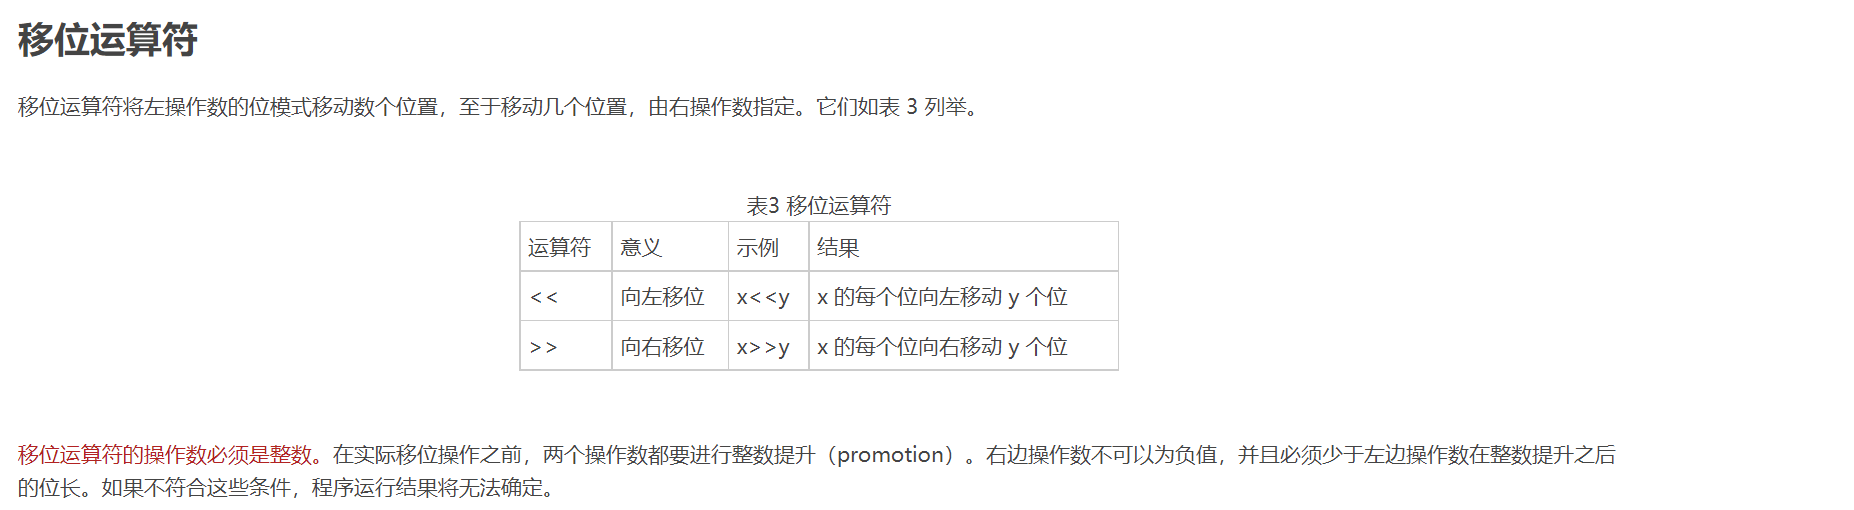 移位运算符
移位运算符将左操作数的位模式移动数个位置，至于移动几个位置，由右操作数指定。它们如表 3 列举。
表3 移位运算符
运算符 意义 示例 结果
<< 向左移位 x<<y x 的每个位向左移动 y 个位
>> 向右移位 x>>y x 的每个位向右移动 y 个位
移位运算符的操作数必须是整数。在实际移位操作之前，两个操作数都要进行整数提升（promotion）。右边操作数不可以为负值，并且必须少于左边操作数在整数提升之后
的位长。如果不符合这些条件，程序运行结果将无法确定。